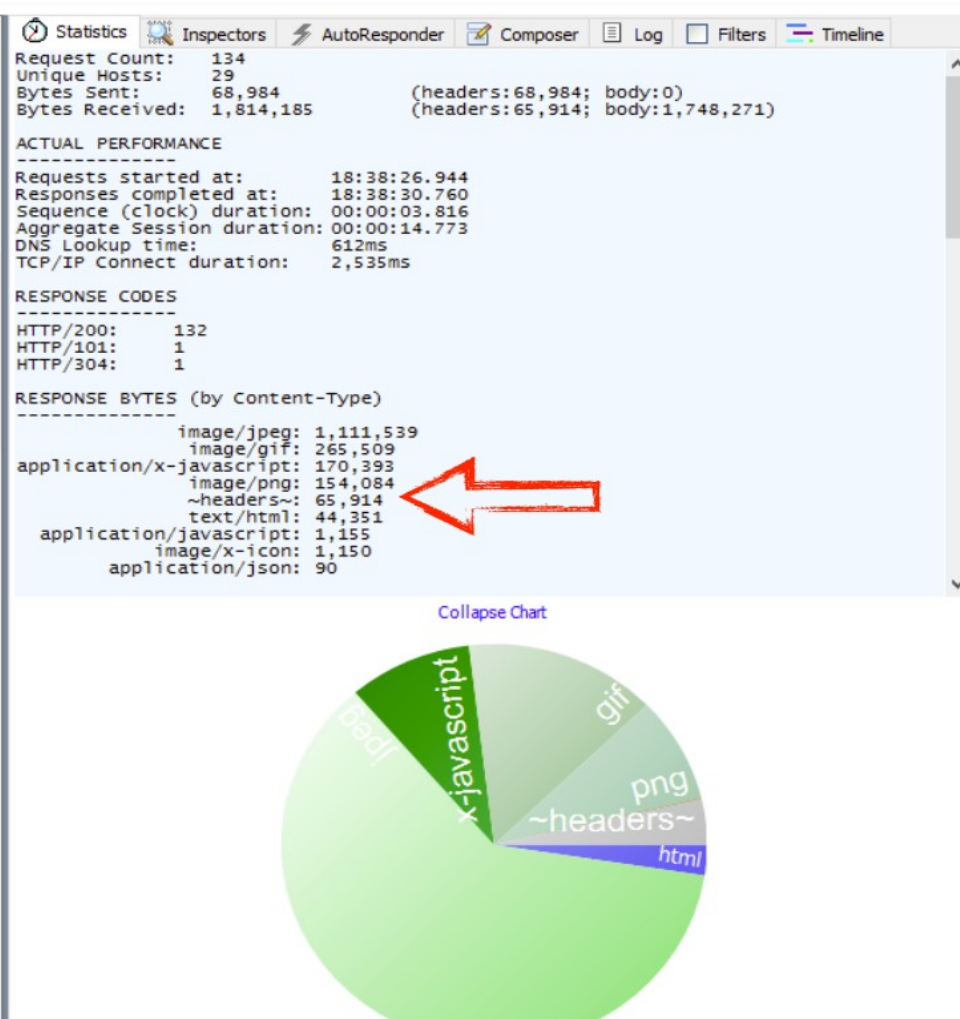 Statistics Inspectors AutoResponder Composer Log Filters Timeline
Request Count: 134
Unique Hosts: 29
Bytes Sent: 68,984 (headers:68,984; body:0)
Bytes Received: 1,814,185 (headers:65,914; body:1,748,271)
ACTUAL PERFORMANCE
--------------
Requests started at: 18:38:26.944
Responses completed at: 18:38:30.760
Sequence (clock) duration: 00:00:03.816
Aggregate Session duration: 00:00:14.773
DNS Lookup time: 612ms
TCP/IP Connect duration: 2,535ms
RESPONSE CODES
--------------
HTTP/200: 132
HTTP/101: 1
HTTP/304: 1
RESPONSE BYTES (by Content-Type)
--------------
image/jpeg: 1,111,539
image/gif: 265,509
application/x-javascript: 170,393
image/png: 154,084
~headers~: 65,914
text/html: 44,351
application/javascript: 1,155
image/x-icon: 1,150
application/json: 90
Collapse Chart
jpeg
x-javascript
gif
png
~headers~
html